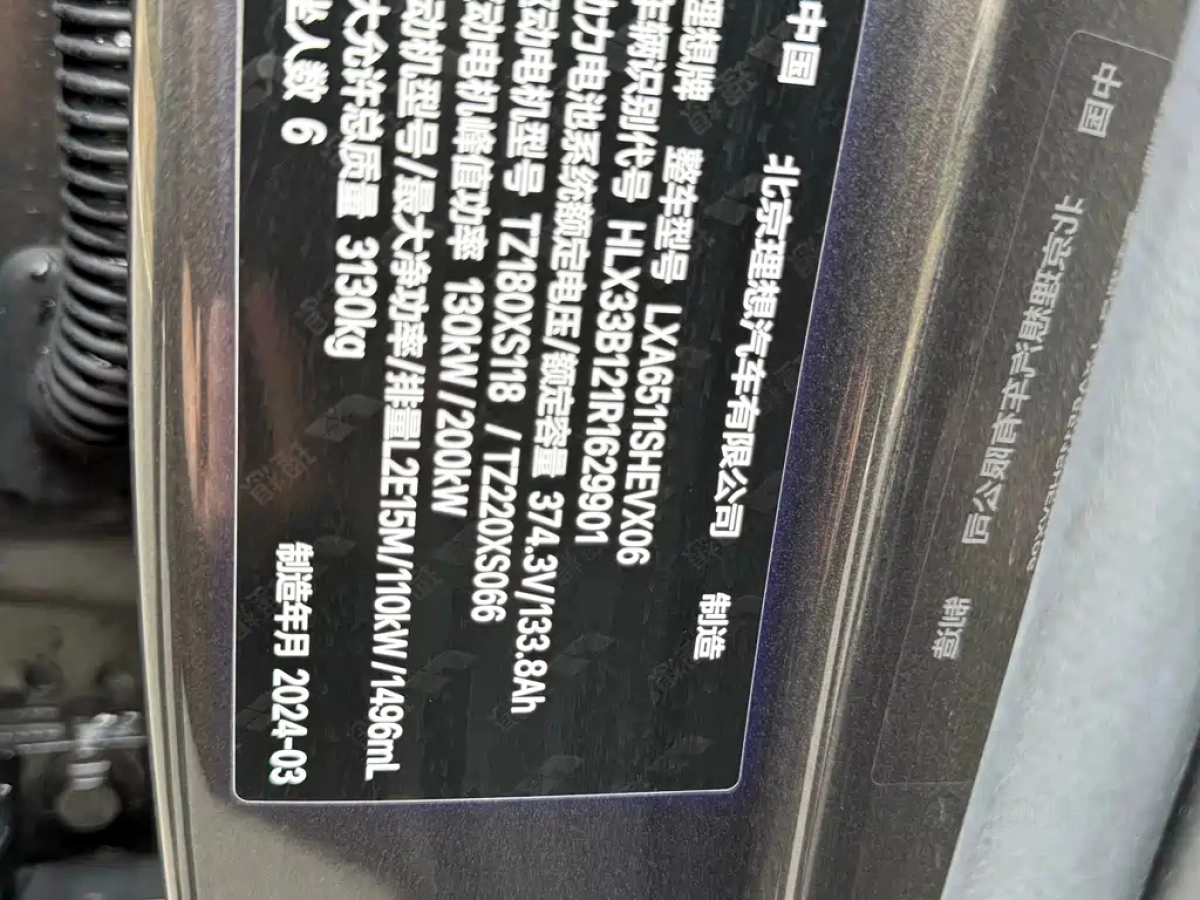 中国 北京理想汽车有限公司 制造
理想牌 整车型号 LXA6511SHEVX06
车辆识别代号 HLX33B121R1629901
动力电池系统额定电压/额定容量 374.3V/133.8Ah
驱动电机型号 TZ180XS118 /TZ220XS066
驱动电机峰值功率 130kW/200kW
发动机型号/最大净功率/排量L2E15M/110kW/1496mL
最大允许总质量 3130kg
乘坐人数 6 制造年月 2024-03